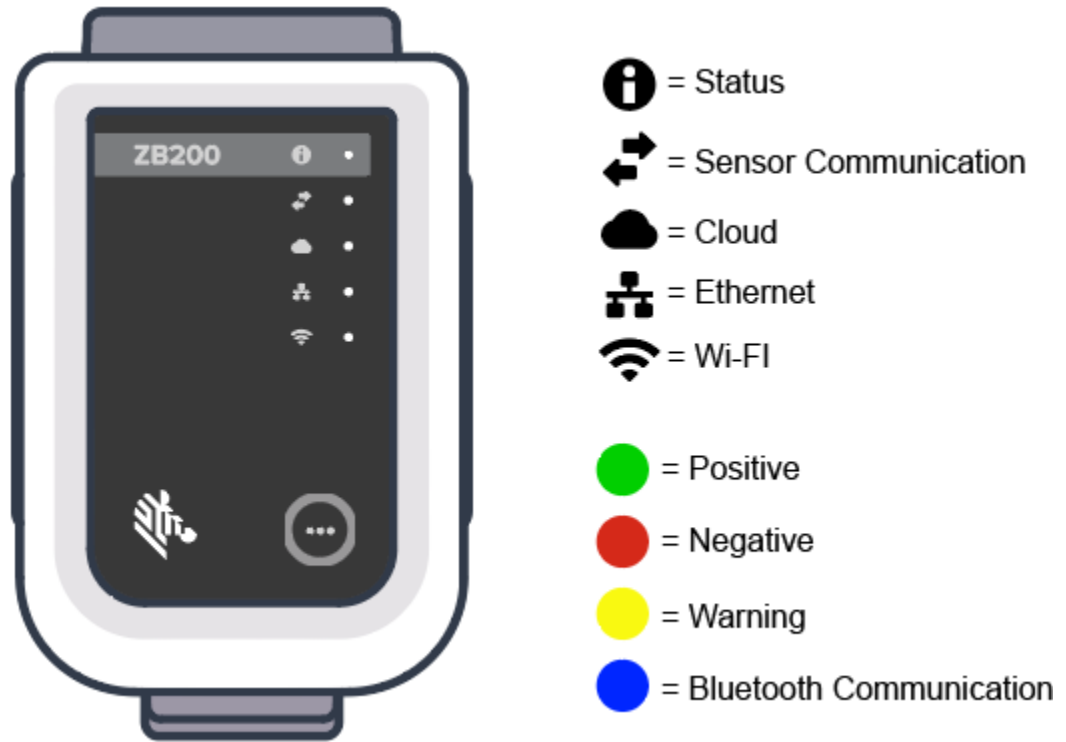 ZB200
= Status
= Sensor Communication
= Cloud
= Ethernet
= Wi-FI
= Positive
= Negative
= Warning
= Bluetooth Communication